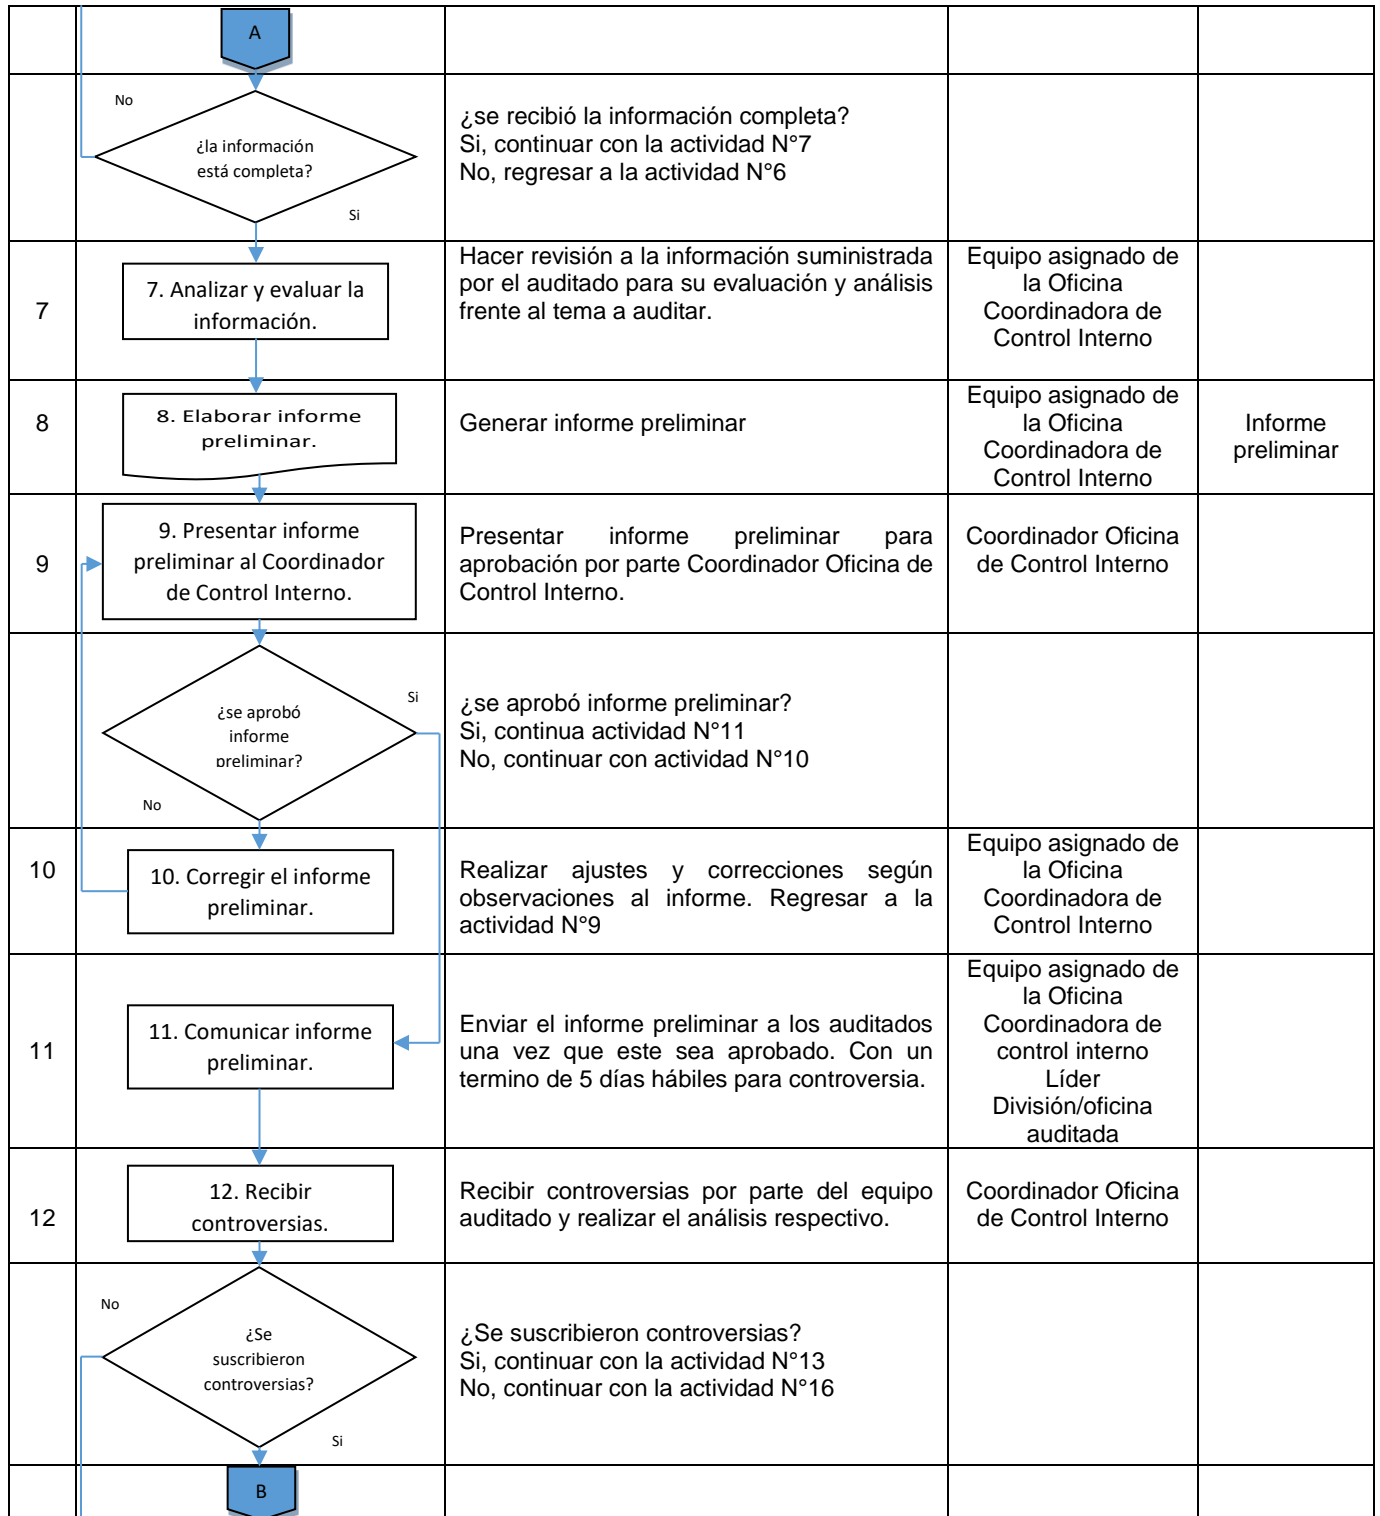 A
No
¿la información
está completa?
Si
¿se recibió la información completa?
Si, continuar con la actividad N°7
No, regresar a la actividad N°6
7
7. Analizar y evaluar la
información.
Hacer revisión a la información suministrada
por el auditado para su evaluación y análisis
frente al tema a auditar.
Equipo asignado de
la Oficina
Coordinadora de
Control Interno
8
8. Elaborar informe
preliminar.
Generar informe preliminar
Equipo asignado de
la Oficina
Coordinadora de
Control Interno
Informe
preliminar
9
9. Presentar informe
preliminar al Coordinador
de Control Interno.
Presentar informe preliminar para
aprobación por parte Coordinador Oficina de
Control Interno.
Coordinador Oficina
de Control Interno
¿se aprobó
informe
preliminar?
Si
No
¿se aprobó informe preliminar?
Si, continua actividad N°11
No, continuar con actividad N°10
10
10. Corregir el informe
preliminar.
Realizar ajustes y correcciones según
observaciones al informe. Regresar a la
actividad N°9
Equipo asignado de
la Oficina
Coordinadora de
Control Interno
11
11. Comunicar informe
preliminar.
Enviar el informe preliminar a los auditados
una vez que este sea aprobado. Con un
termino de 5 días hábiles para controversia.
Equipo asignado de
la Oficina
Coordinadora de
control interno
Líder
División/oficina
auditada
12
12. Recibir
controversias.
Recibir controversias por parte del equipo
auditado y realizar el análisis respectivo.
Coordinador Oficina
de Control Interno
No
¿Se
suscribieron
controversias?
Si
¿Se suscribieron controversias?
Si, continuar con la actividad N°13
No, continuar con la actividad N°16
B